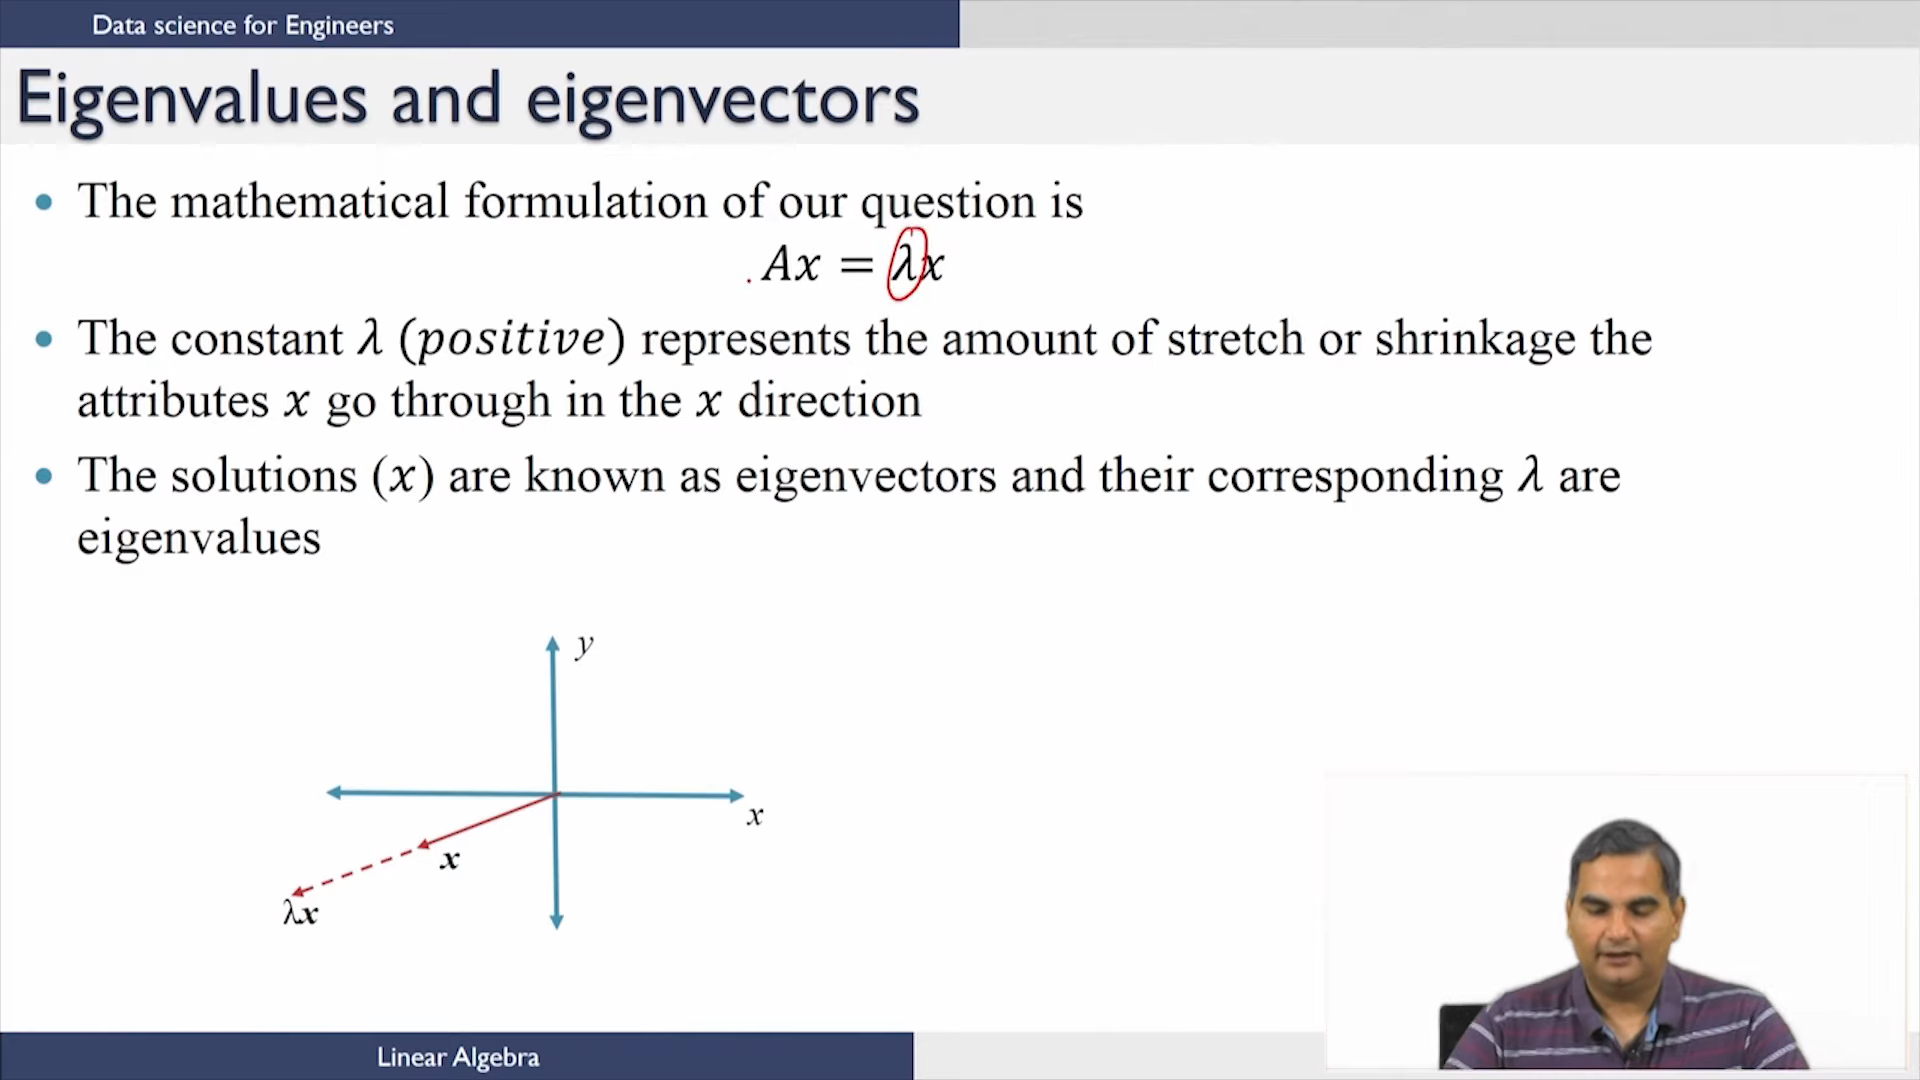 Data science for Engineers
Eigenvalues and eigenvectors
• The mathematical formulation of our question is
Ax = λx
• The constant λ (positive) represents the amount of stretch or shrinkage the
attributes x go through in the x direction
• The solutions (x) are known as eigenvectors and their corresponding λ are
eigenvalues
y
x
x
λx
Linear Algebra